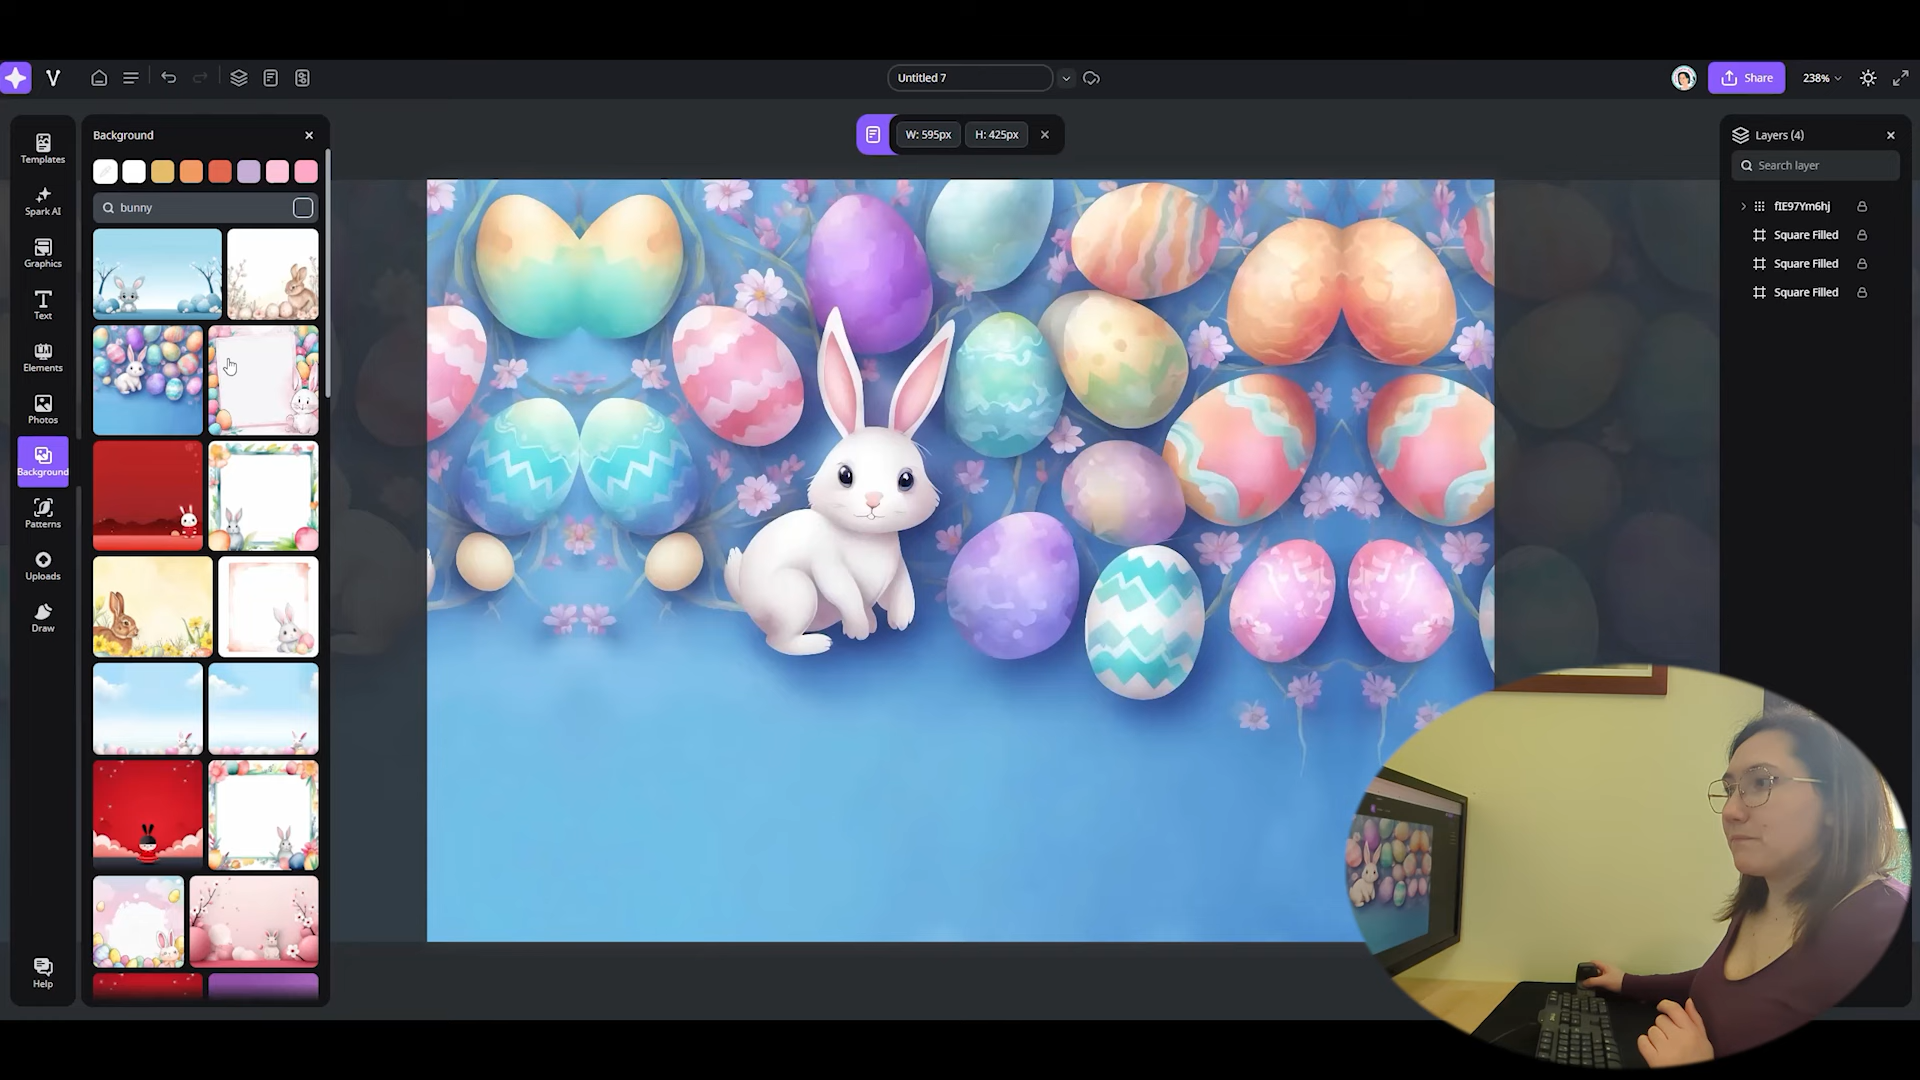 Untitled 7
Share
238%
W: 595px
H: 425px
Templates
Spark AI
Graphics
Text
Elements
Photos
Background
Patterns
Uploads
Draw
Help
Background
bunny
Layers (4)
Search layer
fIE97Ym6hj
Square Filled
Square Filled
Square Filled